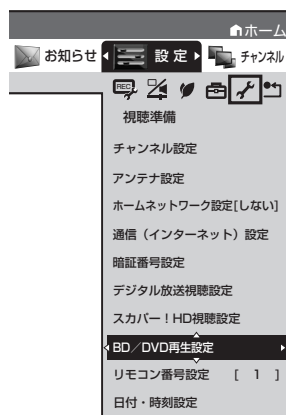 ホーム
お知らせ 設定 チャンネル
REC
視聴準備
チャンネル設定
アンテナ設定
ホームネットワーク設定[しない]
通信（インターネット）設定
暗証番号設定
デジタル放送視聴設定
スカパー！HD視聴設定
BD／DVD再生設定
リモコン番号設定 [ 1 ]
日付・時刻設定